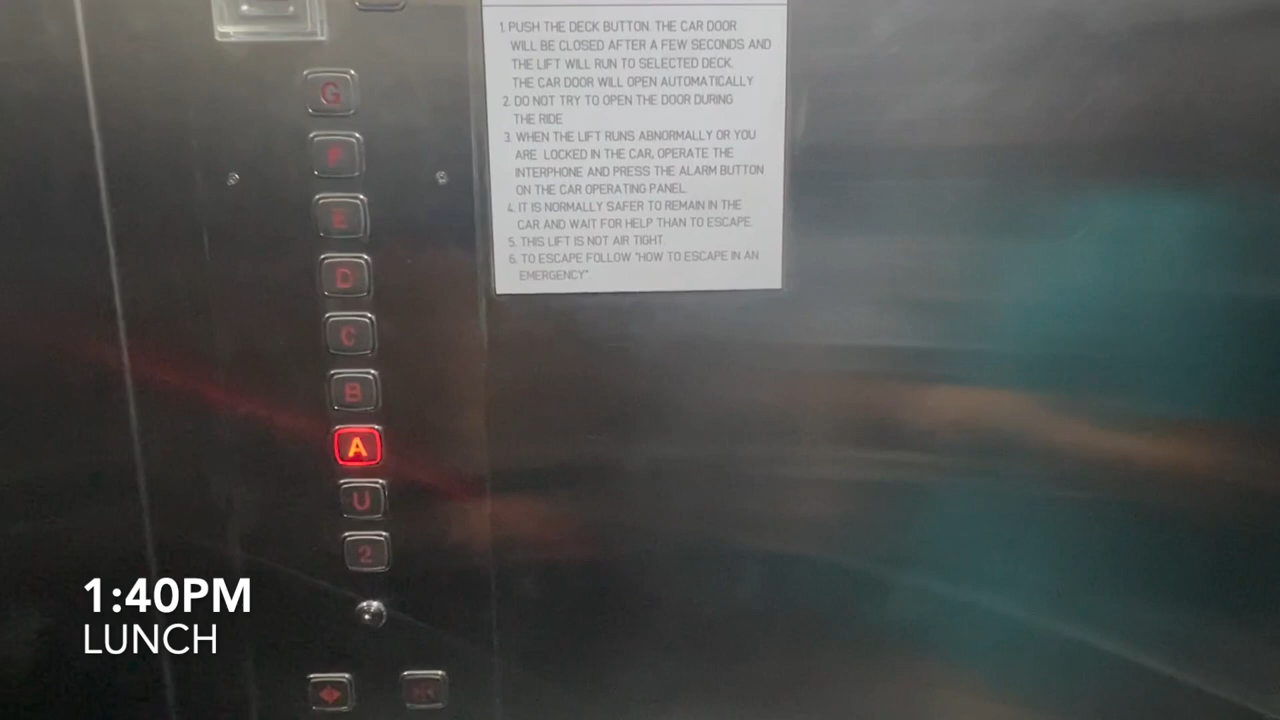 1. PUSH THE DECK BUTTON. THE CAR DOOR
WILL BE CLOSED AFTER A FEW SECONDS AND
THE LIFT WILL RUN TO SELECTED DECK.
THE CAR DOOR WILL OPEN AUTOMATICALLY
2. DO NOT TRY TO OPEN THE DOOR DURING
THE RIDE
3. WHEN THE LIFT RUNS ABNORMALLY OR YOU
ARE LOCKED IN THE CAR, OPERATE THE
INTERPHONE AND PRESS THE ALARM BUTTON
ON THE CAR OPERATING PANEL.
4. IT IS NORMALLY SAFER TO REMAIN IN THE
CAR AND WAIT FOR HELP THAN TO ESCAPE.
5. THIS LIFT IS NOT AIR TIGHT.
6. TO ESCAPE FOLLOW "HOW TO ESCAPE IN AN
EMERGENCY".
G
F
E
D
C
B
A
U
2
1:40PM
LUNCH